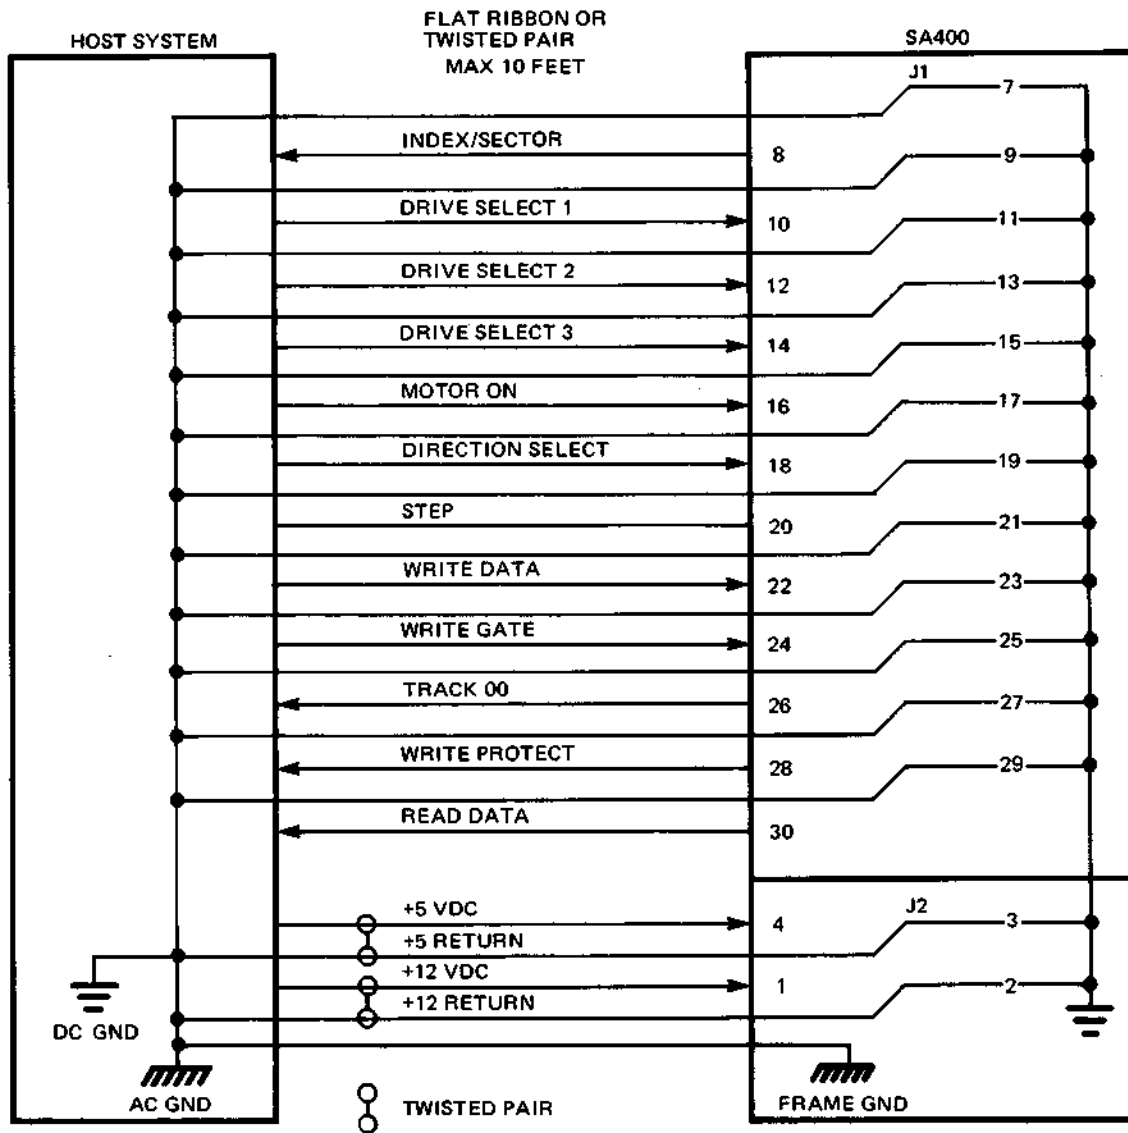 FLAT RIBBON OR
TWISTED PAIR
MAX 10 FEET
HOST SYSTEM
SA400
J1
7
INDEX/SECTOR
8
9
DRIVE SELECT 1
10
11
DRIVE SELECT 2
12
13
DRIVE SELECT 3
14
15
MOTOR ON
16
17
DIRECTION SELECT
18
19
STEP
20
21
WRITE DATA
22
23
WRITE GATE
24
25
TRACK 00
26
27
WRITE PROTECT
28
29
READ DATA
30
+5 VDC
4
J2
3
+5 RETURN
+12 VDC
1
2
+12 RETURN
DC GND
AC GND
TWISTED PAIR
FRAME GND